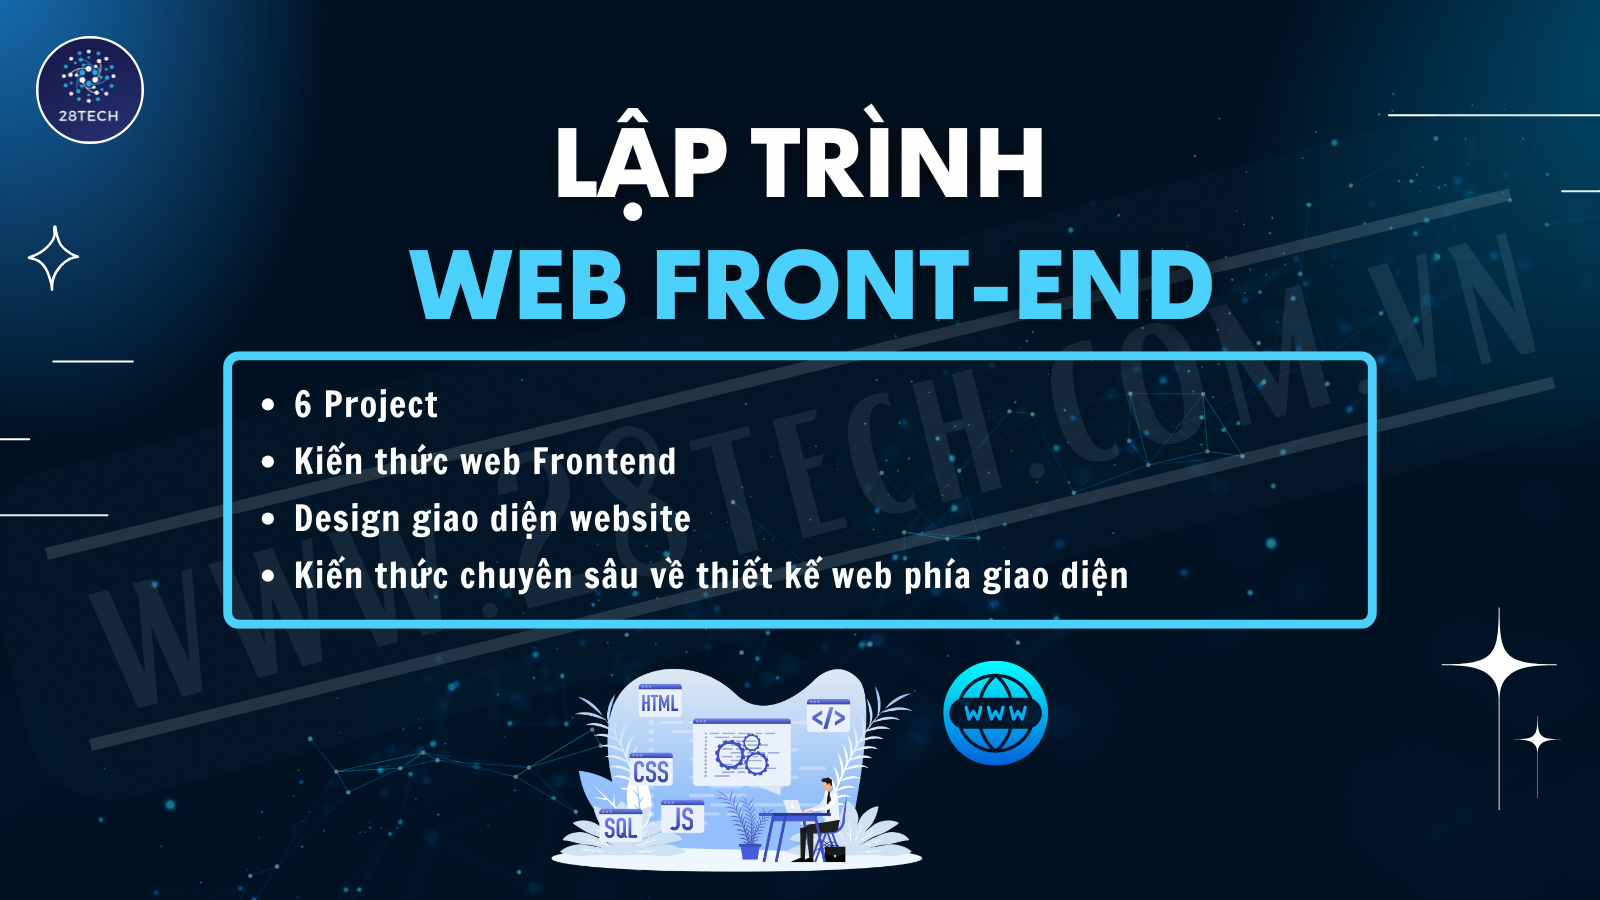 28TECH
LẬP TRÌNH
WEB FRONT-END
• 6 Project
• Kiến thức web Frontend
• Design giao diện website
• Kiến thức chuyên sâu về thiết kế web phía giao diện
WWW.28TECH.COM.VN
HTML
</>
CSS
SQL
JS
WWW